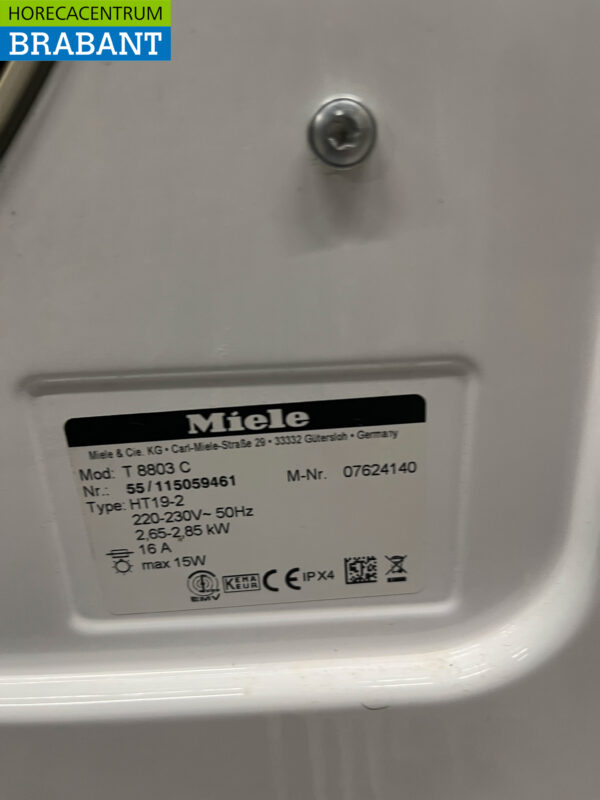 HORECACENTRUM
BRABANT
Miele
Miele & Cie. KG • Carl-Miele-Straße 29 • 33332 Gütersloh • Germany
Mod: T 8803 C
Nr.: 55/115059461 M-Nr. 07624140
Type: HT19-2
220-230V~ 50Hz
2,65-2,85 kW
16 A
max 15W
EMV KEMA KEUR CE IPX4